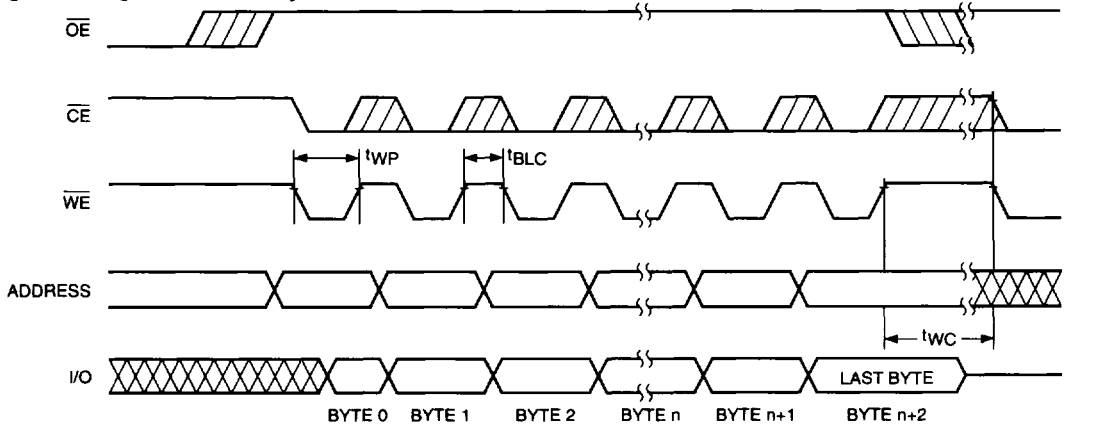 OE
CE
tWP
tBLC
WE
ADDRESS
tWC
I/O
LAST BYTE
BYTE 0 BYTE 1 BYTE 2 BYTE n BYTE n+1 BYTE n+2